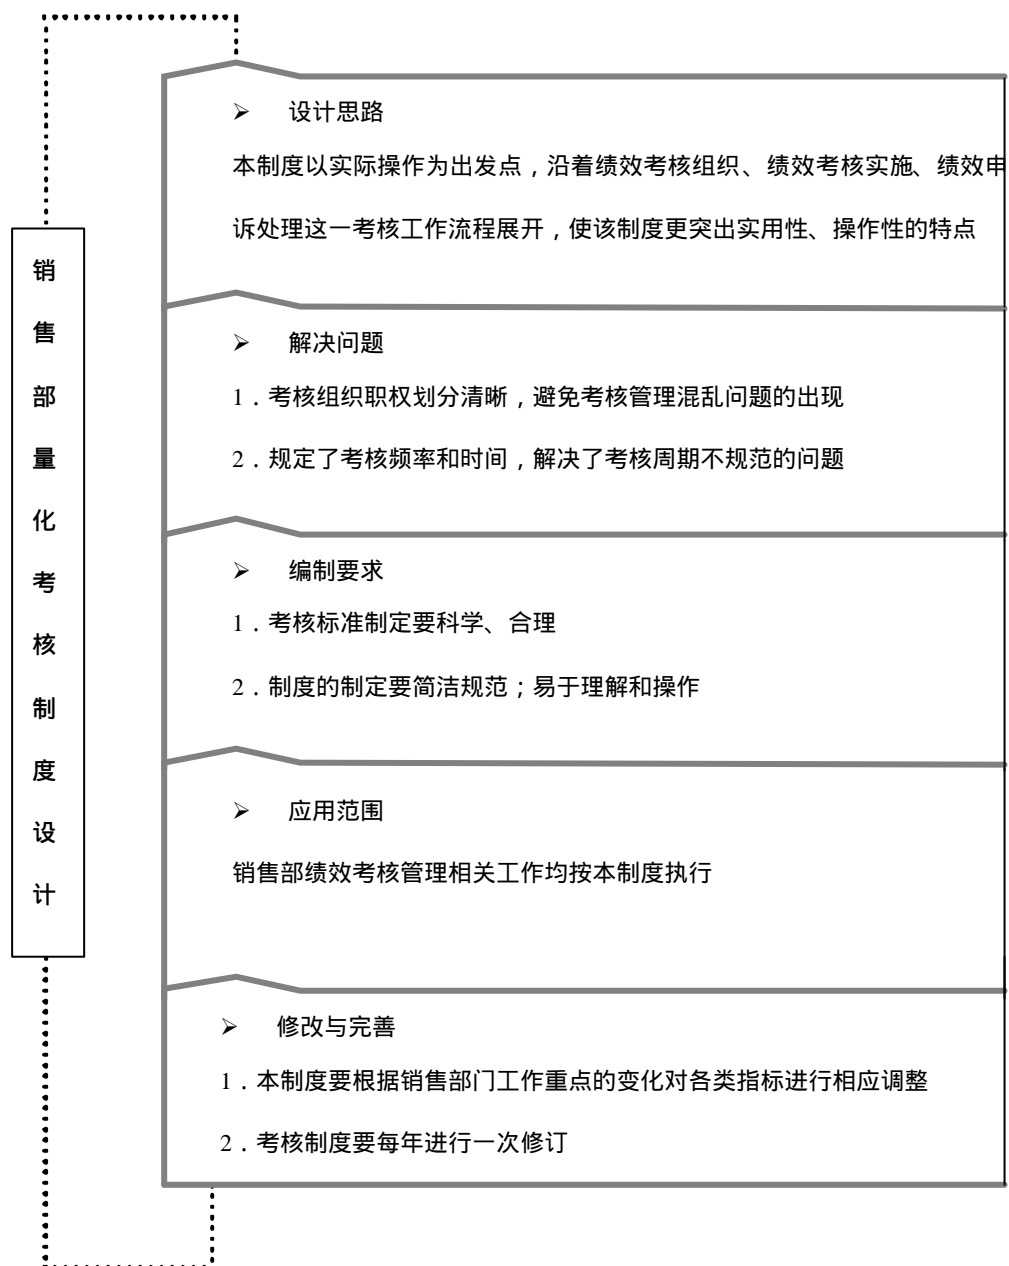 销售部量化考核制度设计
➢ 设计思路
本制度以实际操作为出发点，沿着绩效考核组织、绩效考核实施、绩效申
诉处理这一考核工作流程展开，使该制度更突出实用性、操作性的特点
➢ 解决问题
1．考核组织职权划分清晰，避免考核管理混乱问题的出现
2．规定了考核频率和时间，解决了考核周期不规范的问题
➢ 编制要求
1．考核标准制定要科学、合理
2．制度的制定要简洁规范；易于理解和操作
➢ 应用范围
销售部绩效考核管理相关工作均按本制度执行
➢ 修改与完善
1．本制度要根据销售部门工作重点的变化对各类指标进行相应调整
2．考核制度要每年进行一次修订